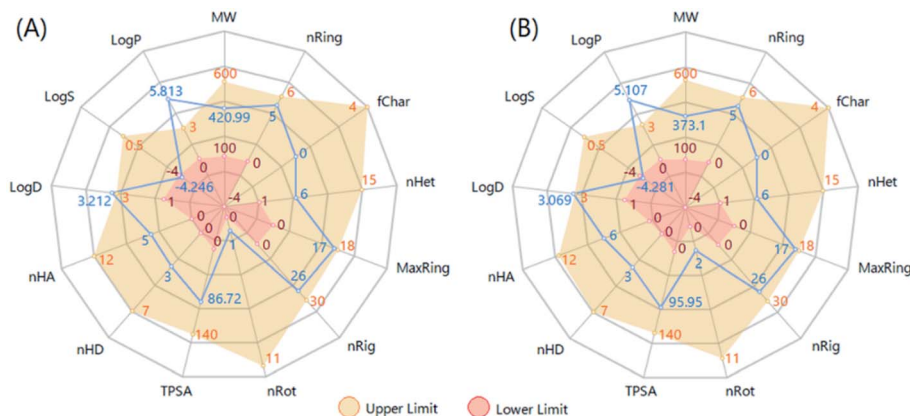 (A)
MW
nRing
fChar
nHet
MaxRing
nRig
nRot
TPSA
nHD
nHA
LogD
LogS
LogP
600
6
4
15
18
30
11
140
7
12
3
0.5
3
420.99
5
0
6
17
26
1
86.72
3
5
3.212
-4.246
5.813
100
0
-4
0
0
0
0
0
0
0
1
-4
0
(B)
MW
nRing
fChar
nHet
MaxRing
nRig
nRot
TPSA
nHD
nHA
LogD
LogS
LogP
600
6
4
15
18
30
11
140
7
12
3
0.5
3
373.1
5
0
6
17
26
2
95.95
3
6
3.069
-4.281
5.107
100
0
-4
0
0
0
0
0
0
1
-4
0
Upper Limit
Lower Limit